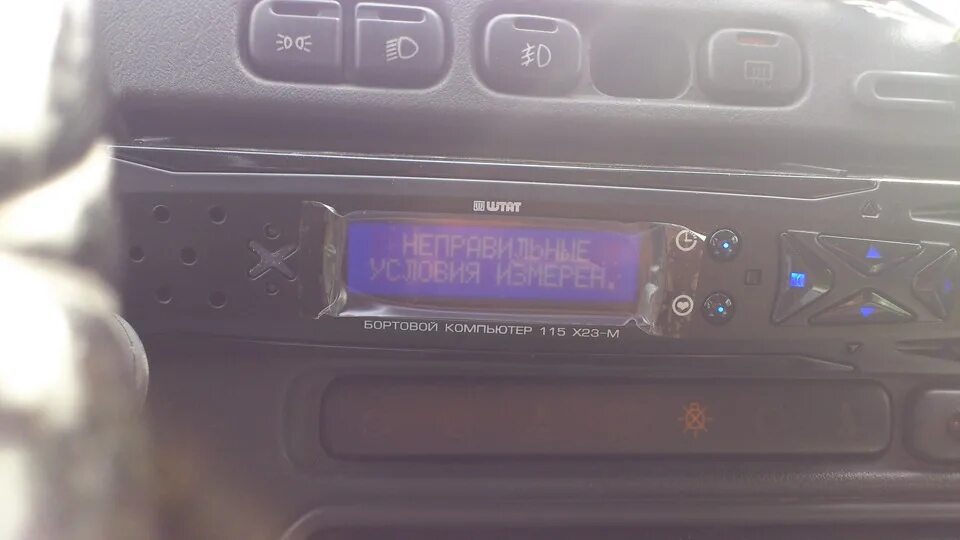 ШТАТ
НЕПРАВИЛЬНЫЕ
УСЛОВИЯ ИЗМЕРЕН.
БОРТОВОЙ КОМПЬЮТЕР 115 X23-М